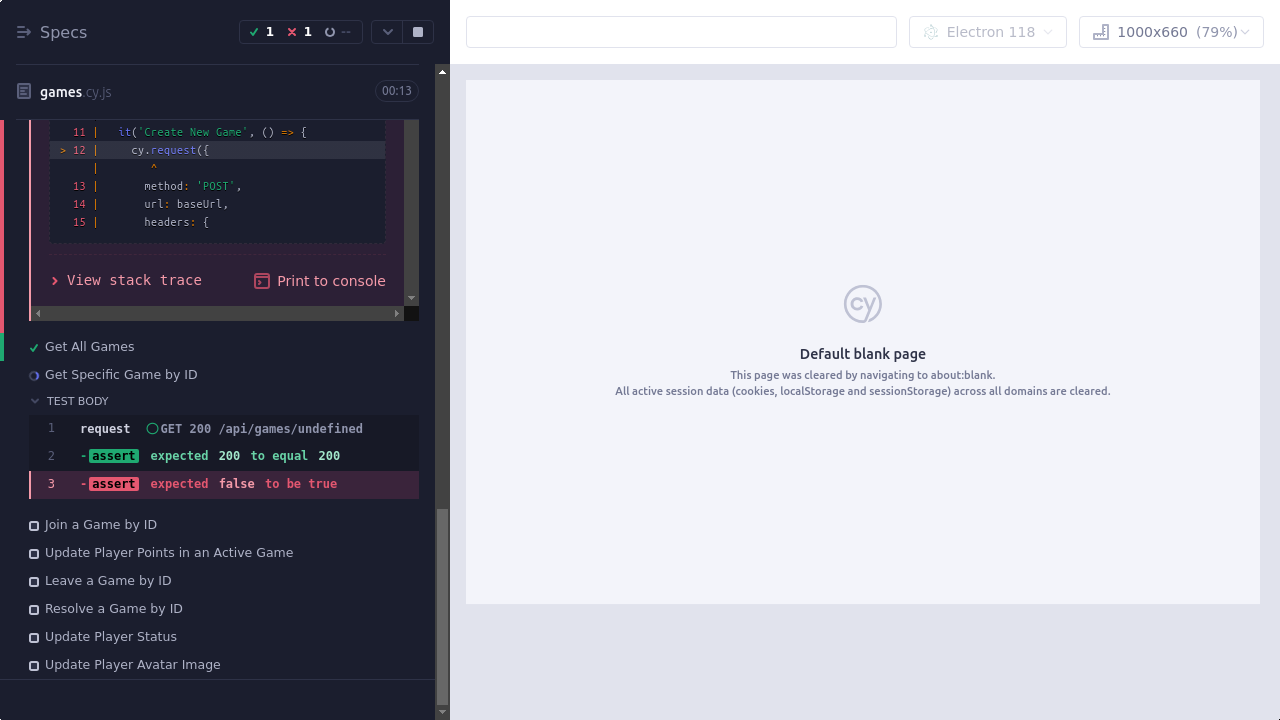 Specs
1
1
--
Electron 118
1000x660 (79%)
games.cy.js
00:13
11 | it('Create New Game', () => {
> 12 | cy.request({
| ^
13 | method: 'POST',
14 | url: baseUrl,
15 | headers: {
View stack trace
Print to console
Get All Games
Get Specific Game by ID
TEST BODY
1 request GET 200 /api/games/undefined
2 -assert expected 200 to equal 200
3 -assert expected false to be true
Join a Game by ID
Update Player Points in an Active Game
Leave a Game by ID
Resolve a Game by ID
Update Player Status
Update Player Avatar Image
cy
Default blank page
This page was cleared by navigating to about:blank.
All active session data (cookies, localStorage and sessionStorage) across all domains are cleared.